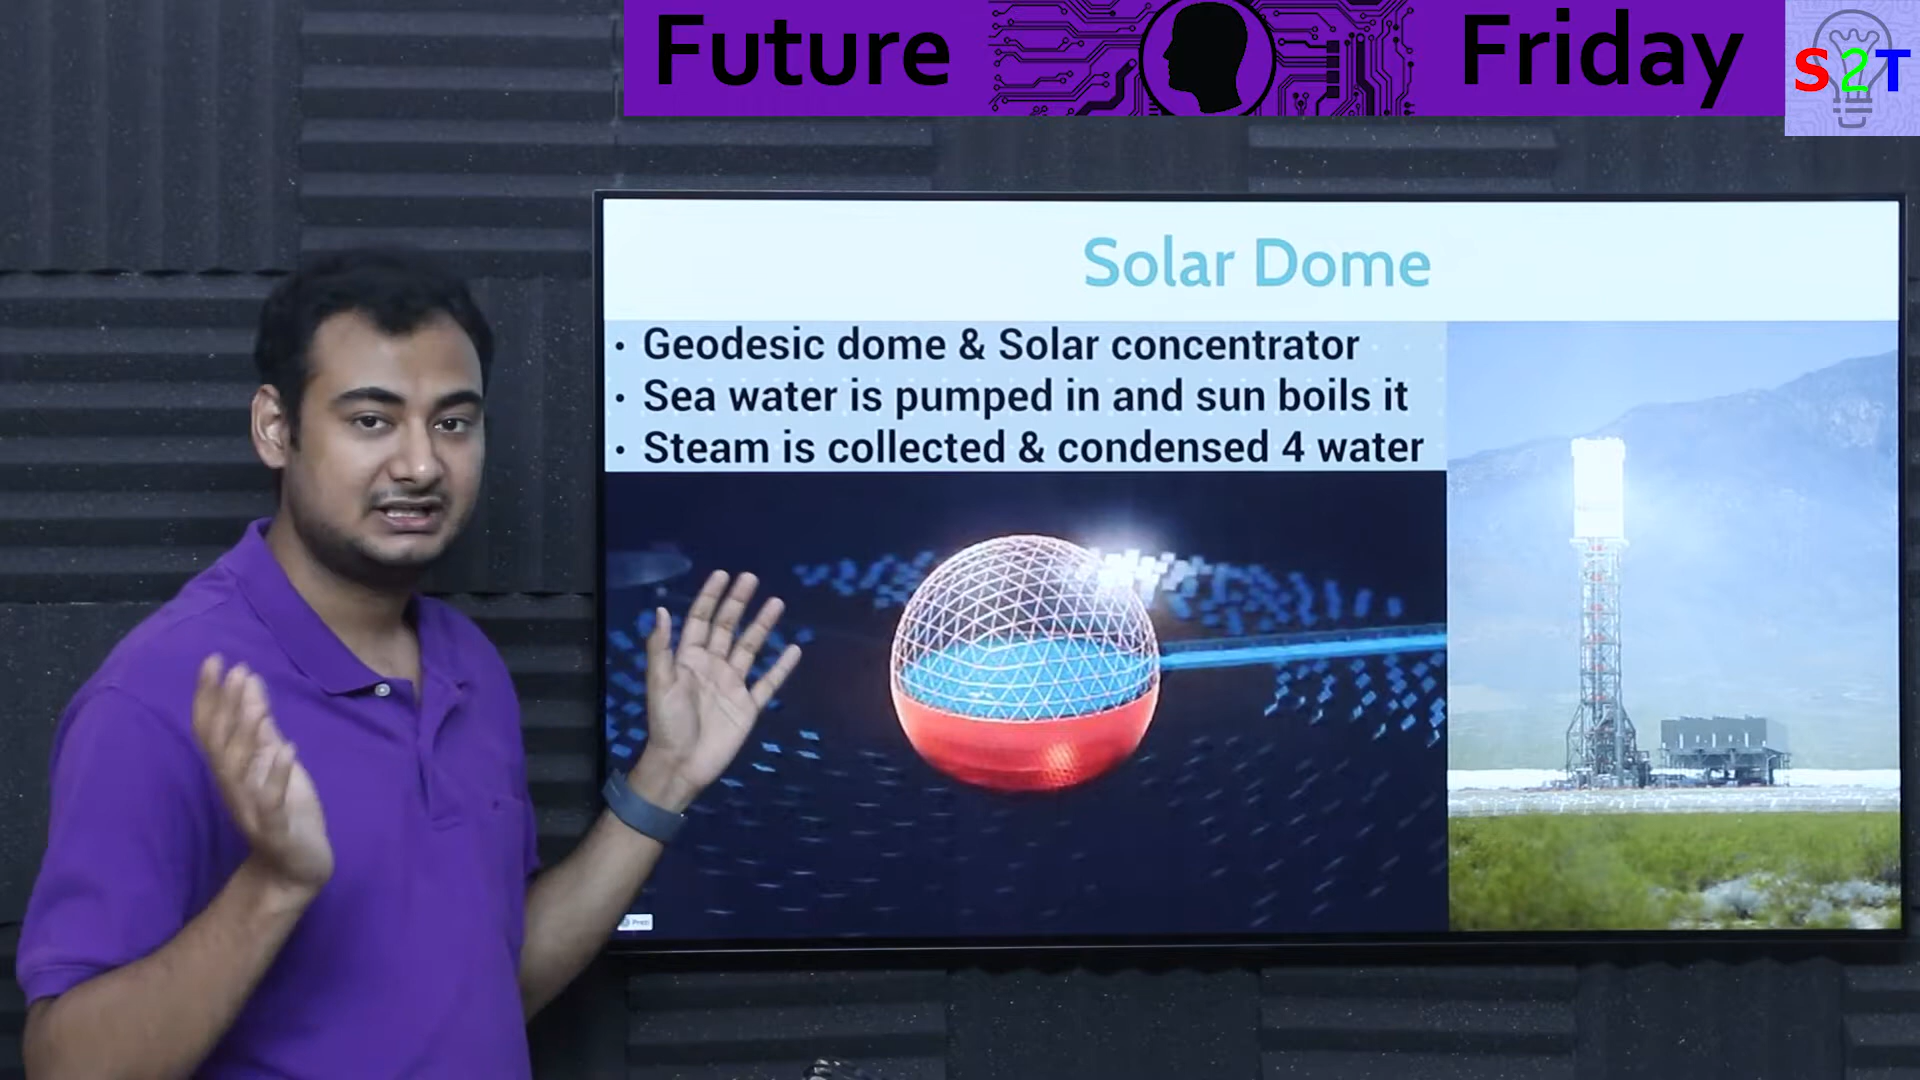 Future Friday
S2T
Solar Dome
• Geodesic dome & Solar concentrator
• Sea water is pumped in and sun boils it
• Steam is collected & condensed 4 water
Prezi